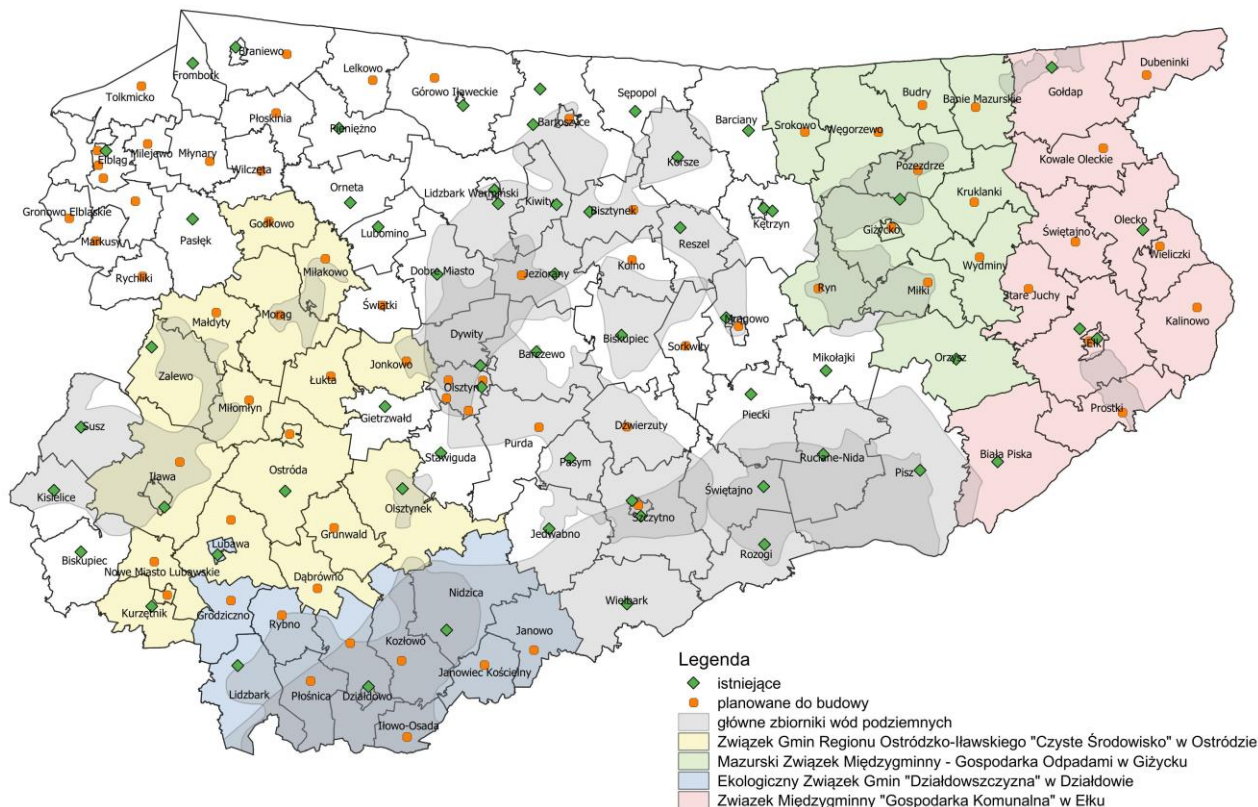 Braniewo
Frombork
Lelkowo
Górowo Iławeckie
Sępopol
Dubeninki
Gołdap
Tolmicko
Płoskinia
Pieniężno
Bartoszyce
Barciany
Srokowo
Węgorzewo
Budry
Banie Mazurskie
Elbląg
Milejewo
Młynary
Wilczęta
Korsze
Pozezdrze
Kowale Oleckie
Orneta
Lidzbark Warmiński
Kiwity
Bisztynek
Kętrzyn
Kruklanki
Olecko
Gronowo Elbląskie
Markusy
Pasłęk
Godkowo
Lubomino
Reszel
Giżycko
Świętajno
Wieliczki
Rychliki
Miłakowo
Dobre Miasto
Jeziorany
Kolno
Wydminy
Świątki
Ryn
Miłki
Stare Juchy
Kalinowo
Małdyty
Morąg
Dywity
Mrągowo
Biskupiec
Sorkwity
Ełk
Zalewo
Łukta
Jonkowo
Barczewo
Mikołajki
Orzysz
Olsztyn
Miłomłyn
Gietrzwałd
Piecki
Prostki
Susz
Purda
Dźwierzuty
Stawiguda
Iława
Ostróda
Pasym
Ruciane-Nida
Biała Piska
Kisielice
Olsztynek
Świętajno
Pisz
Szczytno
Grunwald
Jedwabno
Lubawa
Biskupiec
Rozogi
Nowe Miasto Lubawskie
Dąbrówno
Nidzica
Wielbark
Kurzętnik
Grodziczno
Rybno
Kozłowo
Janowo
Janowiec Kościelny
Lidzbark
Płośnica
Działdowo
Iłowo-Osada
Legenda
istniejące
planowane do budowy
główne zbiorniki wód podziemnych
Związek Gmin Regionu Ostródzko-Iławskiego "Czyste Środowisko" w Ostródzie
Mazurski Związek Międzygminny - Gospodarka Odpadami w Giżycku
Ekologiczny Związek Gmin "Działdowszczyzna" w Działdowie
Zwiazek Międzygminny "Gospodarka Komunalna" w Ełku